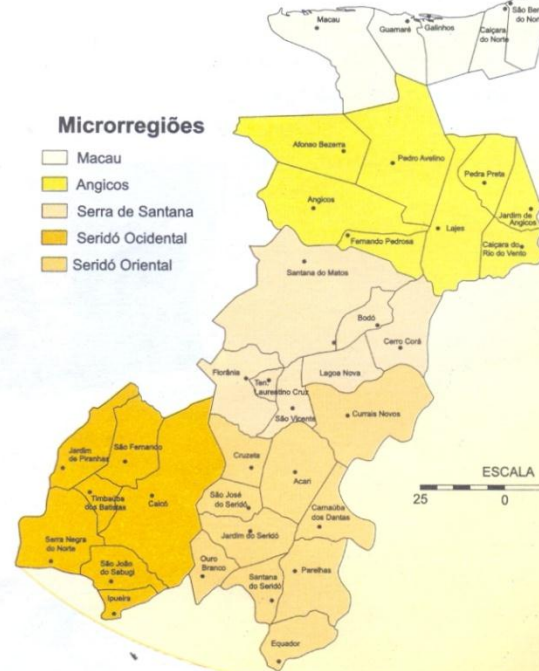 Macau
Guamaré
Galinhos
Caiçara
do Norte
São Ben
do Nor
Microrregiões
Macau
Angicos
Serra de Santana
Seridó Ocidental
Seridó Oriental
Afonso Bezerra
Pedro Avelino
Pedra Preta
Angicos
Jardim de
Angicos
Fernando Pedrosa
Lajes
Caiçara do
Rio do Vento
Santana do Matos
Bodó
Cerro Corá
Florânia
Ten.
Laurentino Cruz
Lagoa Nova
São Vicente
Currais Novos
Jardim
de Piranhas
São Fernando
Timbaúba
dos Batistas
Caicó
Serra Negra
do Norte
São João
do Sabugi
Ipueira
Cruzeta
Acari
São José
do Seridó
Carnaúba
dos Dantas
Jardim do Seridó
Ouro
Branco
Santana
do Seridó
Parelhas
Equador
ESCALA
25 0